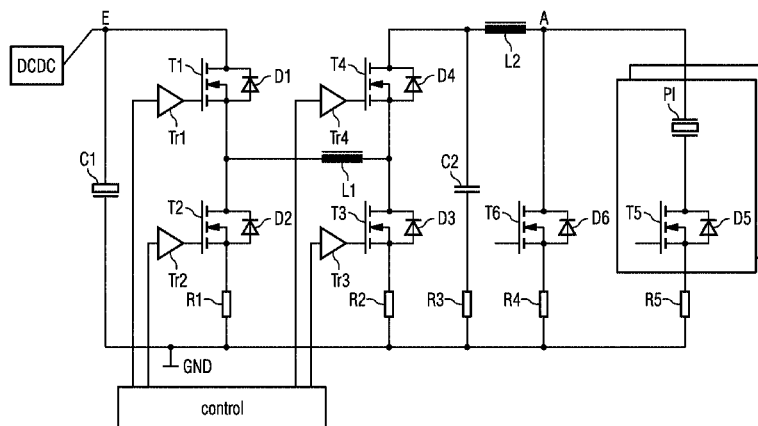 E
A
DCDC
T1
D1
T4
D4
L2
PI
Tr1
Tr4
C1
L1
C2
T2
D2
T3
D3
T6
D6
T5
D5
Tr2
Tr3
R1
R2
R3
R4
R5
GND
control